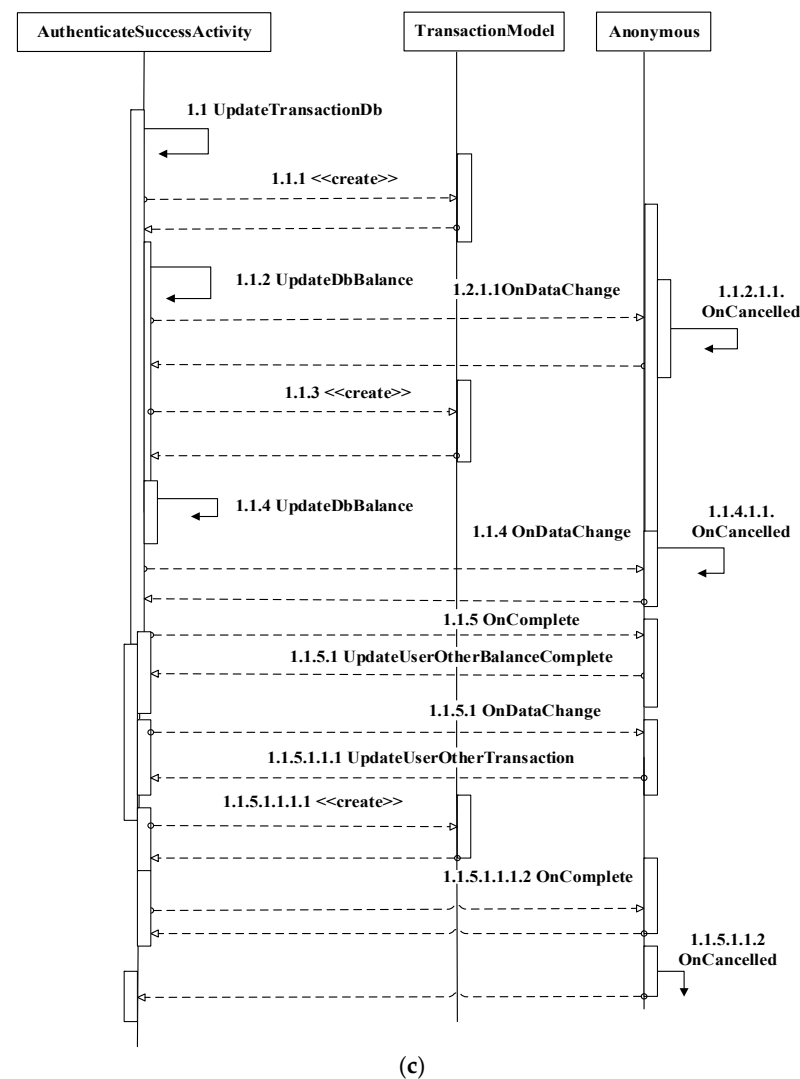 AuthenticateSuccessActivity
TransactionModel
Anonymous
1.1 UpdateTransactionDb
1.1.1 <<create>>
1.1.2 UpdateDbBalance
1.2.1.1OnDataChange
1.1.2.1.1.
OnCancelled
1.1.3 <<create>>
1.1.4 UpdateDbBalance
1.1.4 OnDataChange
1.1.4.1.1.
OnCancelled
1.1.5 OnComplete
1.1.5.1 UpdateUserOtherBalanceComplete
1.1.5.1 OnDataChange
1.1.5.1.1.1 UpdateUserOtherTransaction
1.1.5.1.1.1.1 <<create>>
1.1.5.1.1.1.2 OnComplete
1.1.5.1.1.2
OnCancelled
(c)